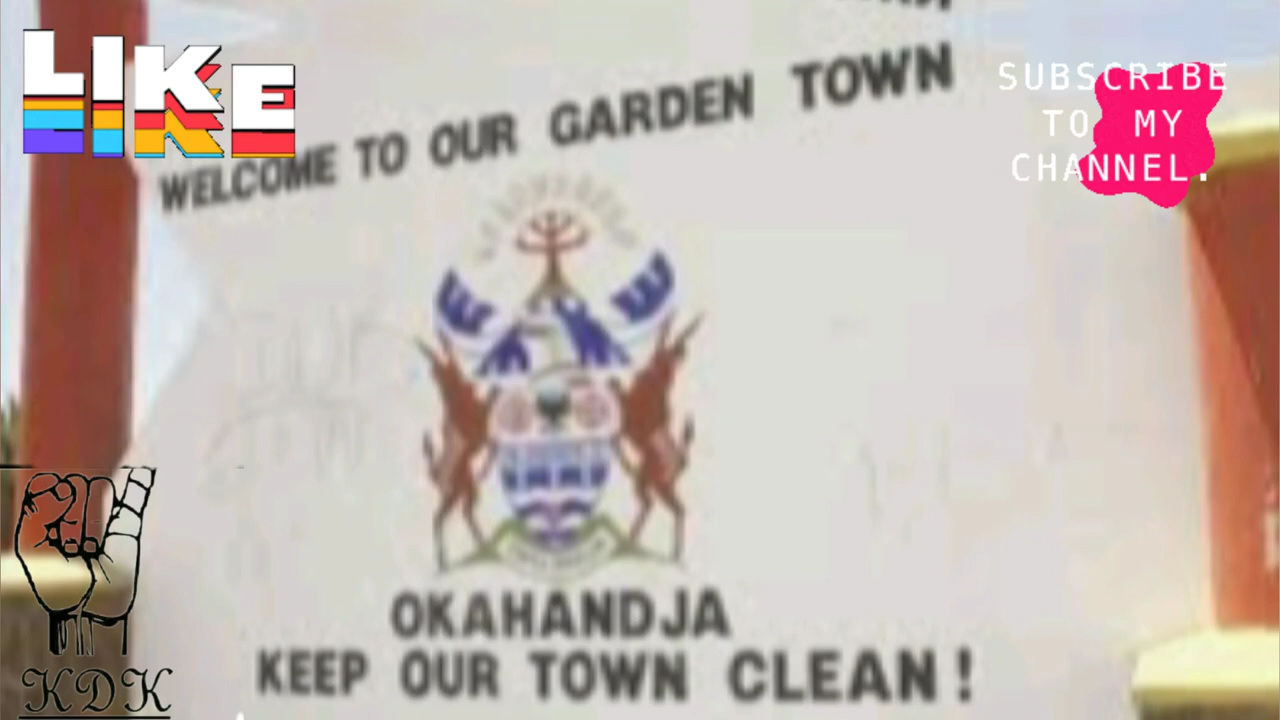 LIKE
SUBSCRIBE
TO MY
CHANNEL.
WELCOME TO OUR GARDEN TOWN
OKAHANDJA
KEEP OUR TOWN CLEAN!
KDK